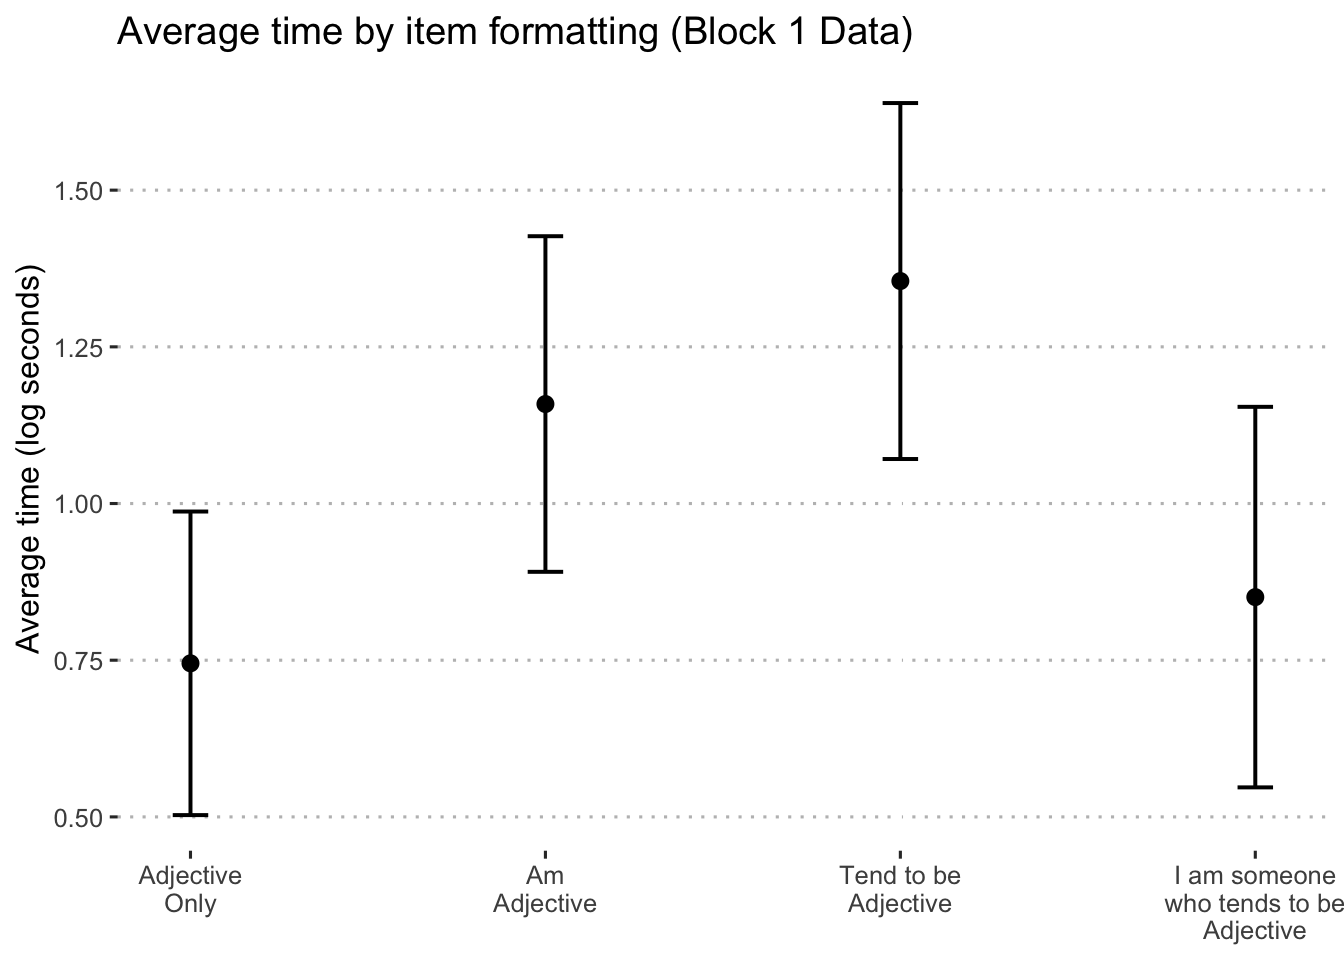 Average time by item formatting (Block 1 Data)
Average time (log seconds)
1.50
1.25
1.00
0.75
0.50
Adjective
Only
Am
Adjective
Tend to be
Adjective
I am someone
who tends to be
Adjective